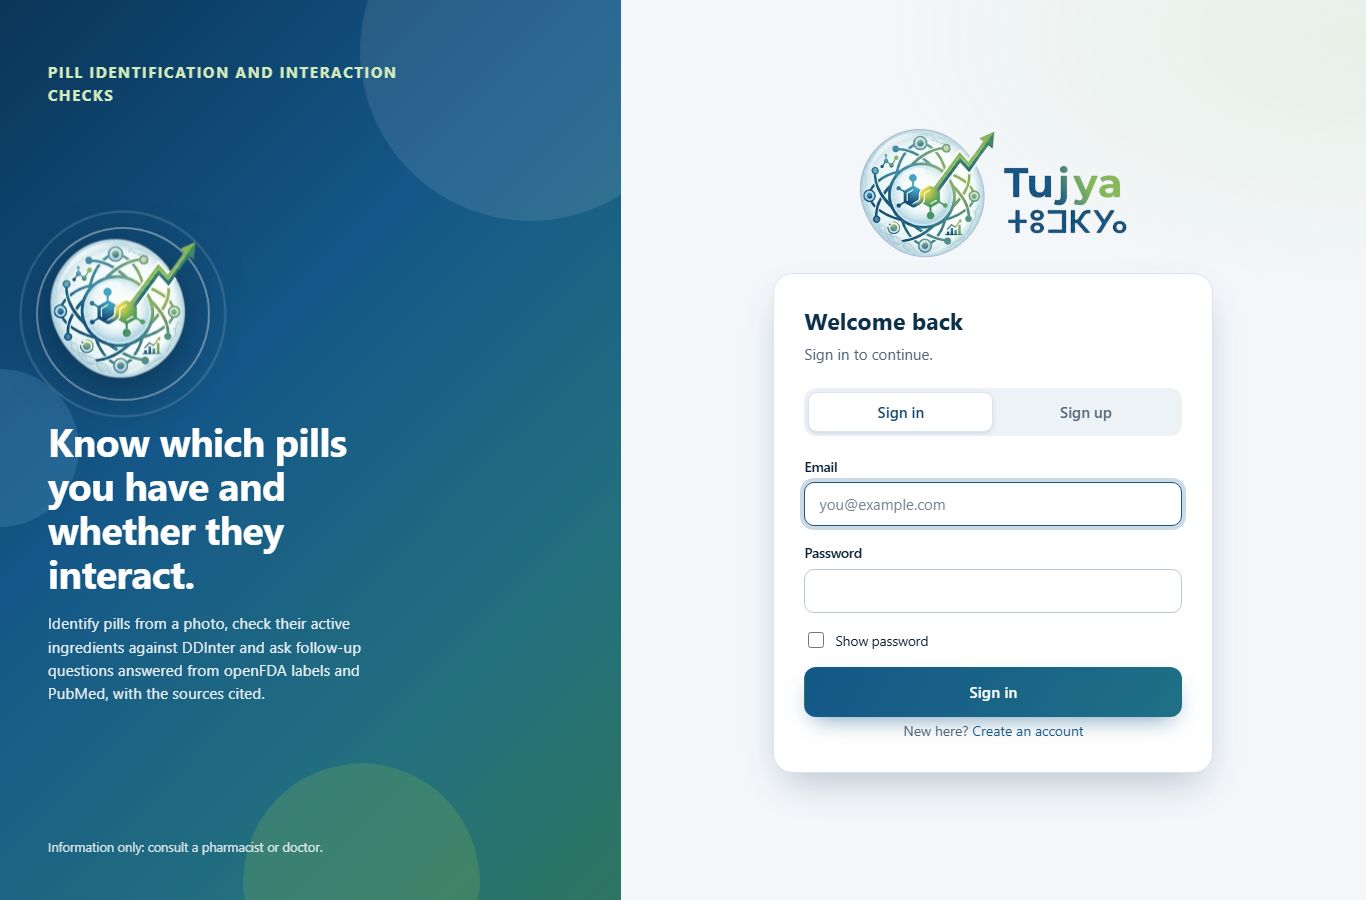 PILL IDENTIFICATION AND INTERACTION
CHECKS
Know which pills
you have and
whether they
interact.
Identify pills from a photo, check their active
ingredients against DDInter and ask follow-up
questions answered from openFDA labels and
PubMed, with the sources cited.
Information only: consult a pharmacist or doctor.
Tujya
ⵜⵓⵊⴽⵢⴰ
Welcome back
Sign in to continue.
Sign in
Sign up
Email
you@example.com
Password
Show password
Sign in
New here? Create an account